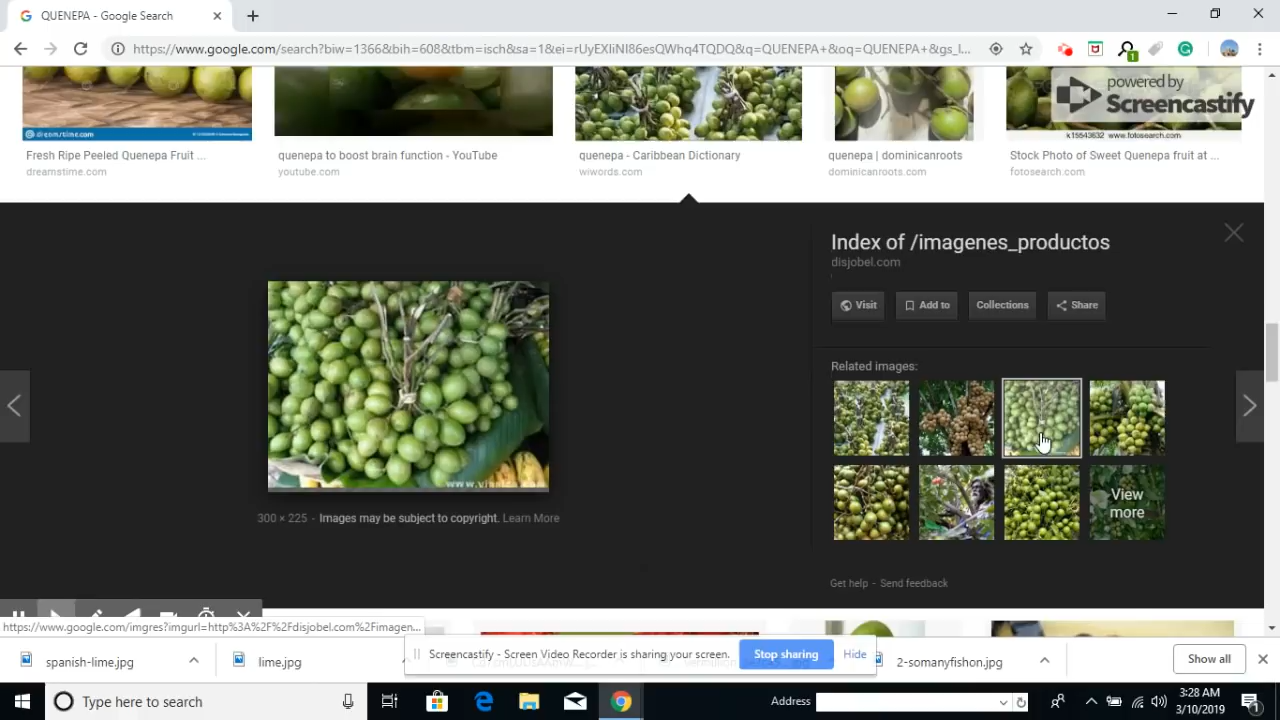 QUENEPA - Google Search
https://www.google.com/search?biw=1366&bih=608&tbm=isch&sa=1&ei=rUyEXIiNI86esQWhq4TQDQ&q=QUENEPA+&oq=QUENEPA+&gs_l...
powered by
Screencastify
dreamstime.com
k15543632 www.fotosearch.com
Fresh Ripe Peeled Quenepa Fruit ...
dreamstime.com
quenepa to boost brain function - YouTube
youtube.com
quenepa - Caribbean Dictionary
wiwords.com
quenepa | dominicanroots
dominicanroots.com
Stock Photo of Sweet Quenepa fruit at ...
fotosearch.com
Index of /imagenes_productos
disjobel.com
Visit
Add to
Collections
Share
Related images:
View
more
300 × 225 - Images may be subject to copyright. Learn More
Get help - Send feedback
https://www.google.com/imgres?imgurl=http%3A%2F%2Fdisjobel.com%2Fimagen...
Screencastify - Screen Video Recorder is sharing your screen.
Stop sharing
Hide
spanish-lime.jpg
lime.jpg
2-somanyfishon.jpg
Show all
Type here to search
Address
3:28 AM
3/10/2019